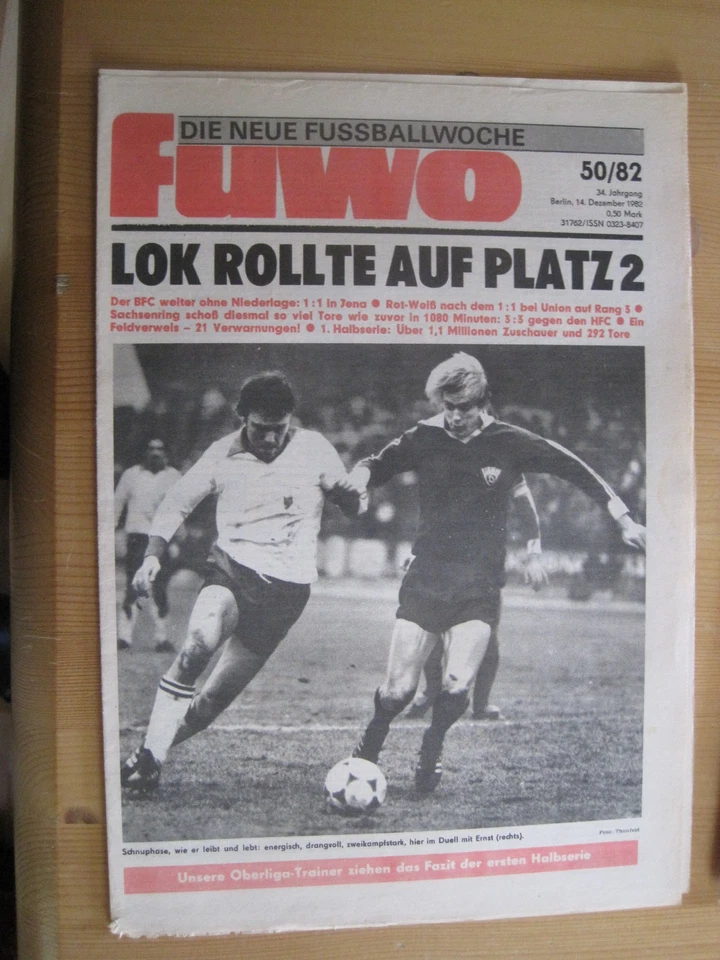 DIE NEUE FUSSBALLWOCHE
fuwo
50/82
34. Jahrgang
Berlin, 14. Dezember 1982
0,50 Mark
31762/ISSN 0323-8407
LOK ROLLTE AUF PLATZ 2
Der BFC weiter ohne Niederlage: 1:1 in Jena ● Rot-Weiß nach dem 1:1 bei Union auf Rang 3 ●
Sachsenring schoß diesmal so viel Tore wie zuvor in 1080 Minuten: 3:3 gegen den HFC ● Ein
Feldverweis – 21 Verwarnungen! ● 1. Halbserie: Über 1,1 Millionen Zuschauer und 292 Tore
Foto: Thonfeld
Schnuphase, wie er leibt und lebt: energisch, drangvoll, zweikampfstark, hier im Duell mit Ernst (rechts).
Unsere Oberliga-Trainer ziehen das Fazit der ersten Halbserie